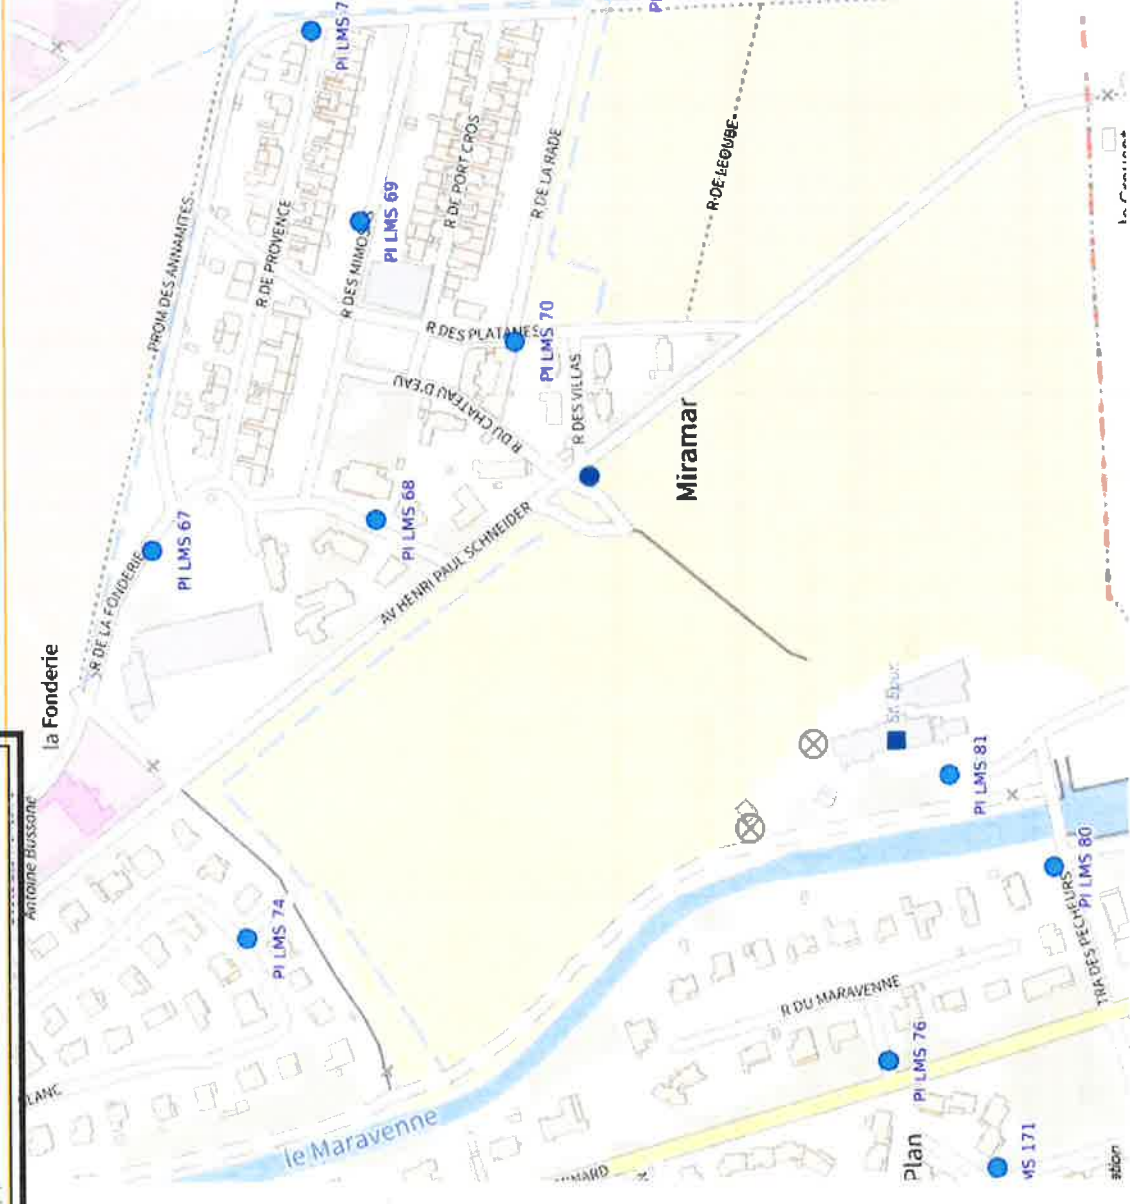 la Fonderie
Antoine Bussone
R DE LA FONDERIE
PROM DES ANNAMITES
PI LMS 67
PI LMS 7
R DE PROVENCE
R DES MIMOSAS
PI LMS 69
R DE PORT CROS
R DE LA RADE
R DES PLATANES
PI LMS 70
R DU CHATEAU D'EAU
R DES VILLAS
PI LMS 68
AV HENRI PAUL SCHNEIDER
R DE LEOUBE
Miramar
PI LMS 74
PI LMS 81
PI LMS 80
TRA DES PECHEURS
R DU MARAVENNE
PI LMS 76
Plan
MS 171
le Maravenne
LANC
PI